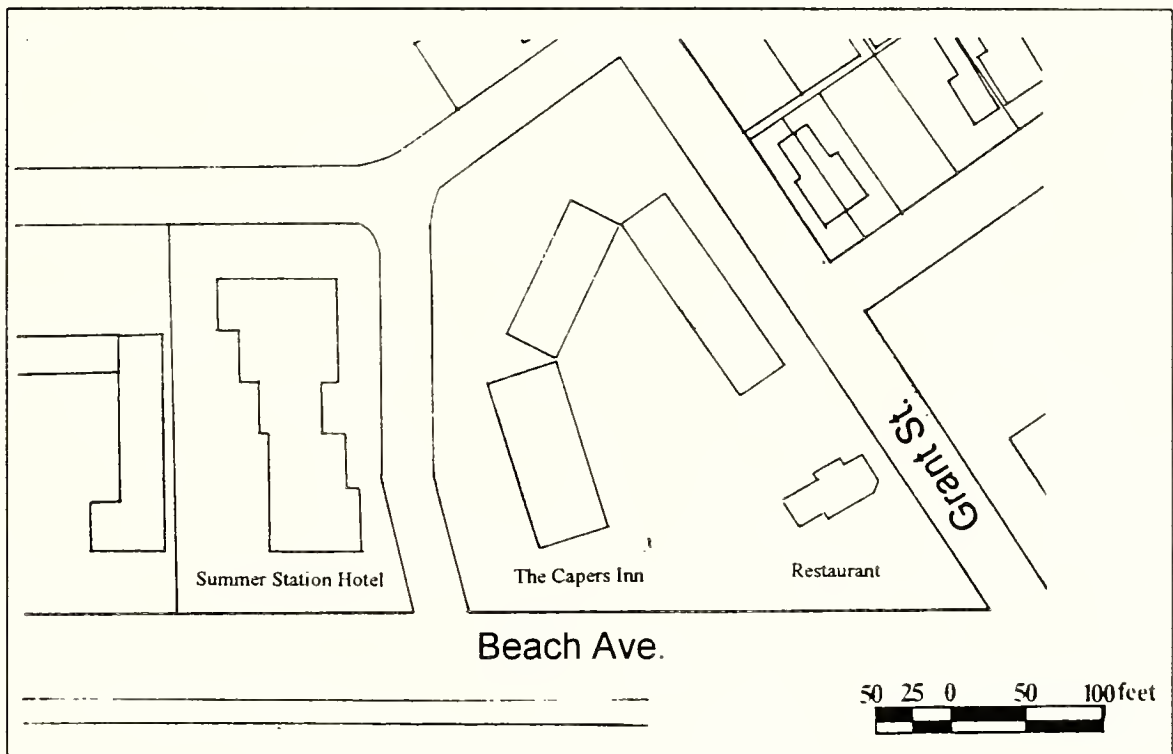 Grant St.
Summer Station Hotel
The Capers Inn
Restaurant
Beach Ave.
50 25 0 50 100 feet